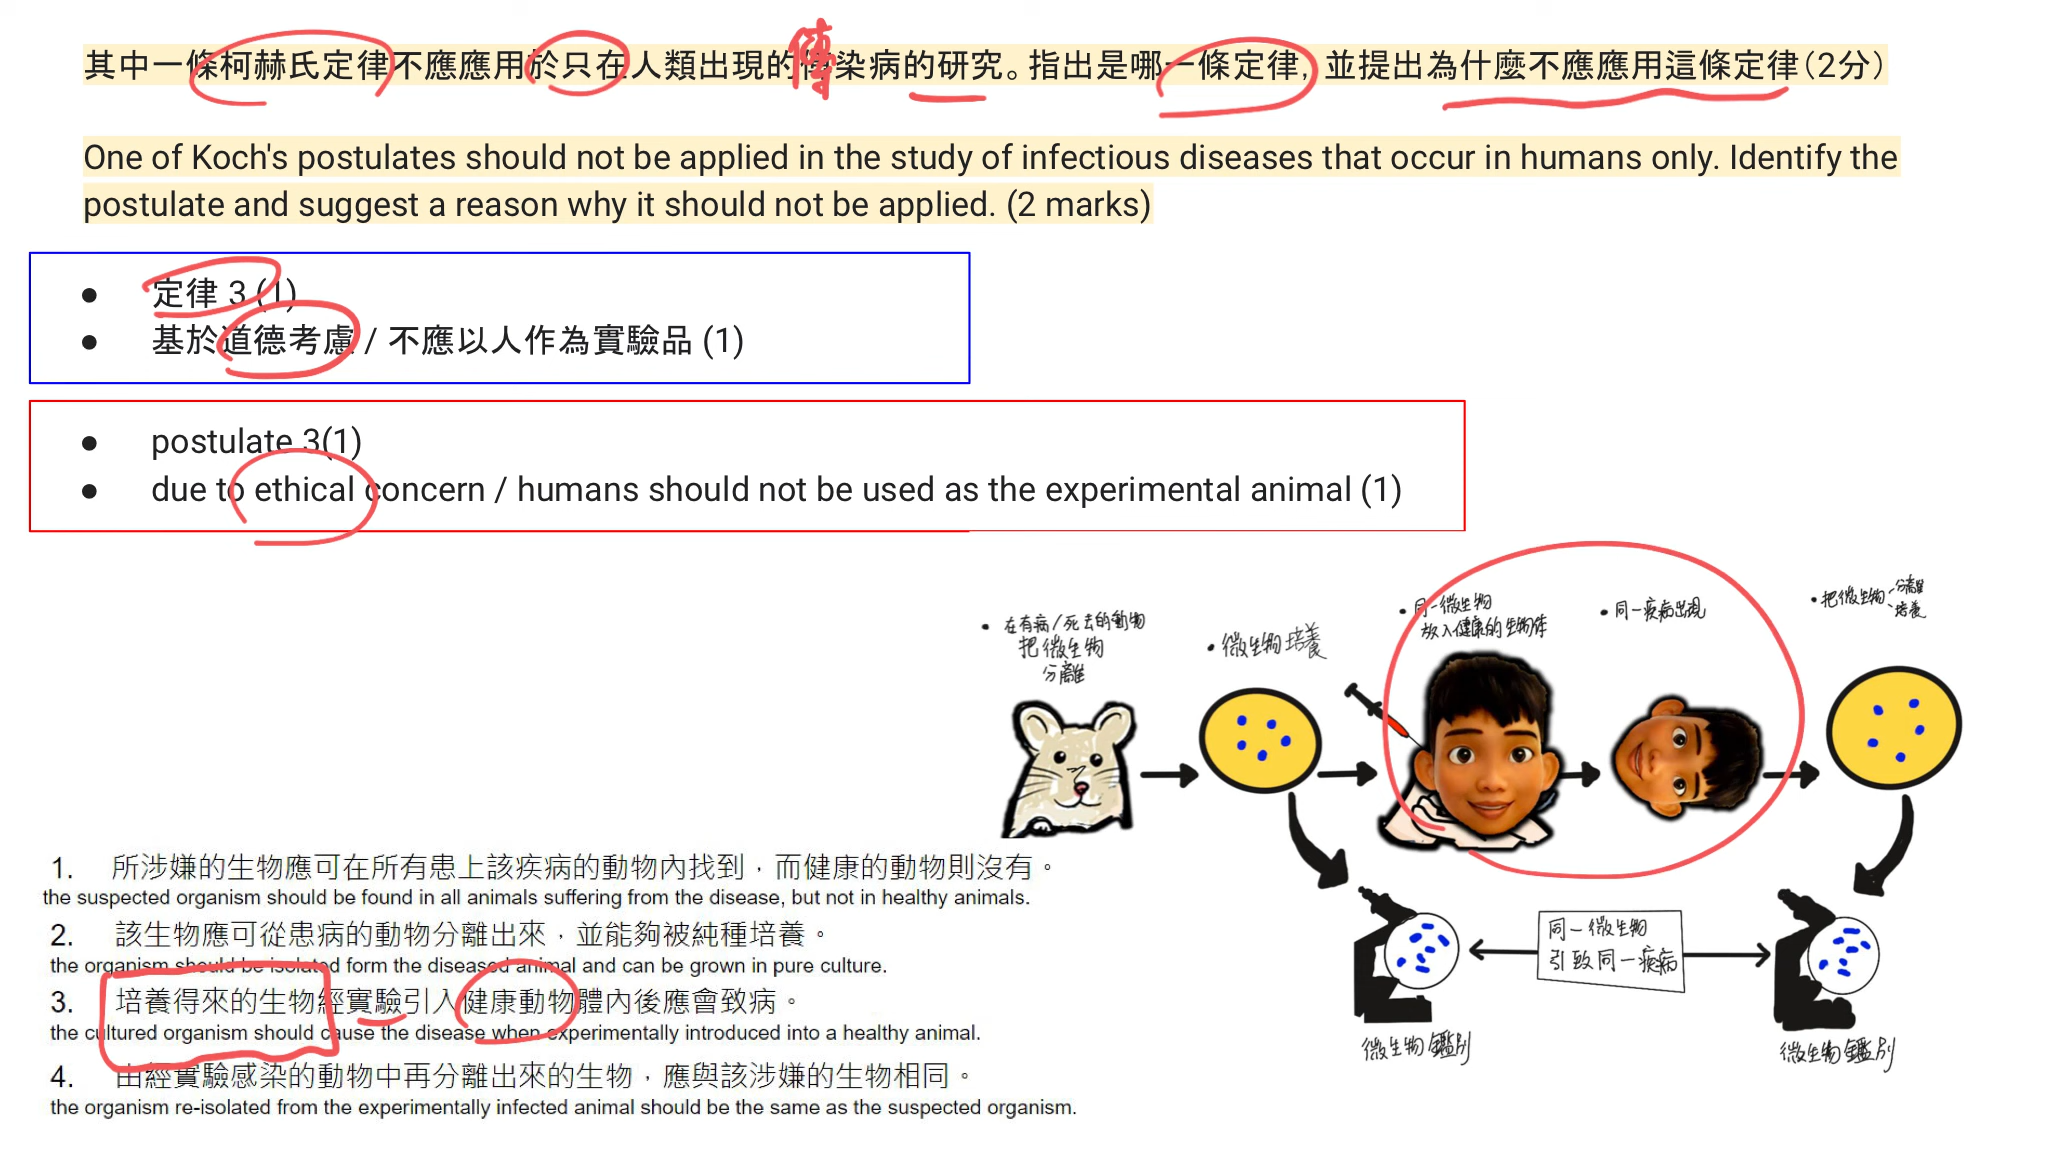 其中一條柯赫氏定律不應應用於只在人類出現的傳染病的研究。指出是哪一條定律, 並提出為什麼不應應用這條定律(2分)
One of Koch's postulates should not be applied in the study of infectious diseases that occur in humans only. Identify the
postulate and suggest a reason why it should not be applied. (2 marks)
● 定律 3 (1)
● 基於道德考慮 / 不應以人作為實驗品 (1)
● postulate 3(1)
● due to ethical concern / humans should not be used as the experimental animal (1)
• 在有病/死去的動物
把微生物
分離
• 微生物培養
• 同一微生物
放入健康的生物体
• 同一疾病出現
• 把微生物
分離
培養
1. 所涉嫌的生物應可在所有患上該疾病的動物內找到，而健康的動物則沒有。
the suspected organism should be found in all animals suffering from the disease, but not in healthy animals.
2. 該生物應可從患病的動物分離出來，並能夠被純種培養。
the organism should be isolated form the diseased animal and can be grown in pure culture.
3. 培養得來的生物經實驗引入健康動物體內後應會致病。
the cultured organism should cause the disease when experimentally introduced into a healthy animal.
4. 由經實驗感染的動物中再分離出來的生物，應與該涉嫌的生物相同。
the organism re-isolated from the experimentally infected animal should be the same as the suspected organism.
同一微生物
引致同一疾病
微生物鑑別
微生物鑑別